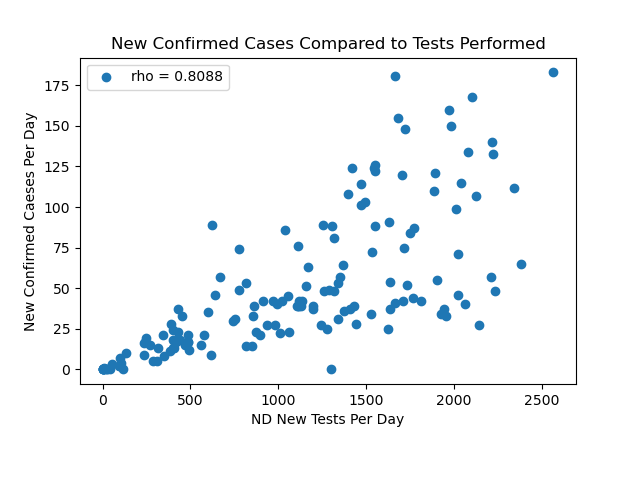 New Confirmed Cases Compared to Tests Performed
rho = 0.8088
New Confirmed Caeses Per Day
175
150
125
100
75
50
25
0
0 500 1000 1500 2000 2500
ND New Tests Per Day